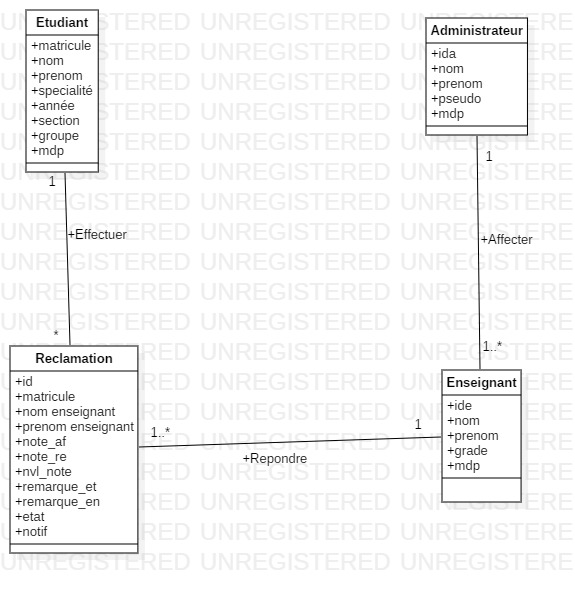 Etudiant
+matricule
+nom
+prenom
+specialité
+année
+section
+groupe
+mdp
Administrateur
+ida
+nom
+prenom
+pseudo
+mdp
1
1
+Effectuer
+Affecter
*
1..*
Reclamation
+id
+matricule
+nom enseignant
+prenom enseignant
+note_af
+note_re
+nvl_note
+remarque_et
+remarque_en
+etat
+notif
1..*
+Repondre
1
Enseignant
+ide
+nom
+prenom
+grade
+mdp
UNREGISTERED